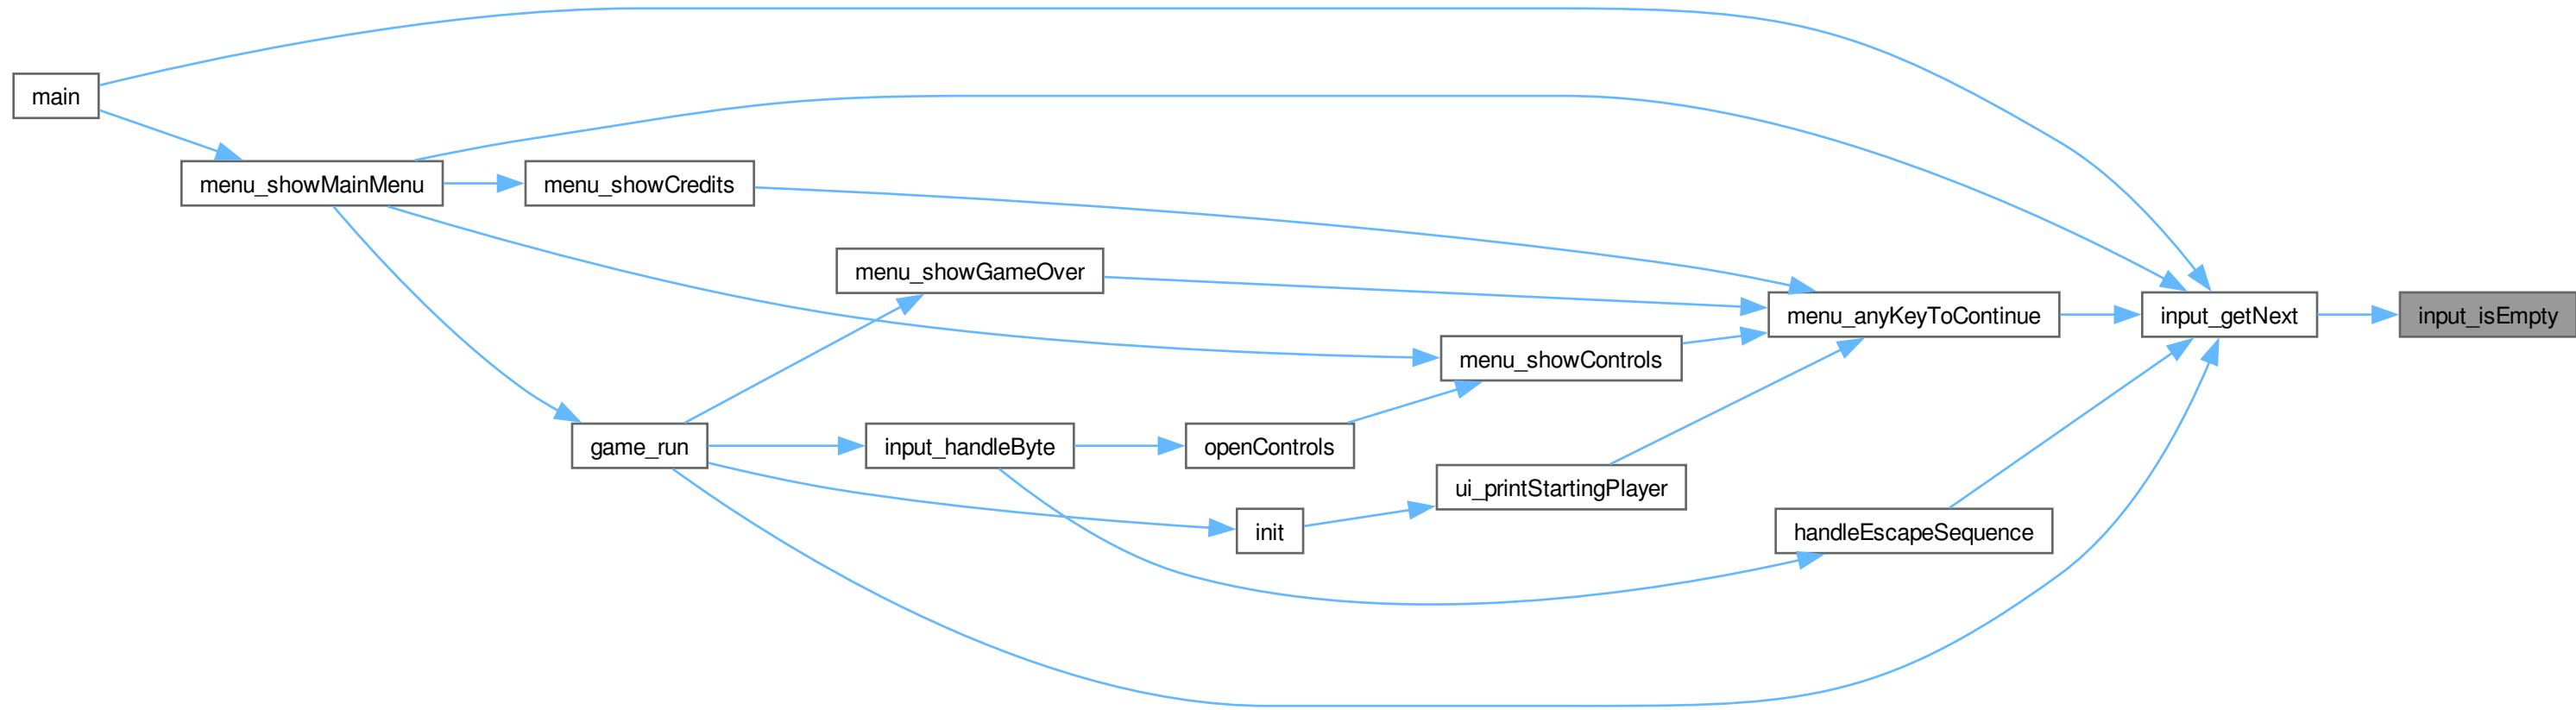 main
menu_showMainMenu
menu_showCredits
menu_showGameOver
menu_anyKeyToContinue
input_getNext
input_isEmpty
menu_showControls
game_run
input_handleByte
openControls
ui_printStartingPlayer
init
handleEscapeSequence